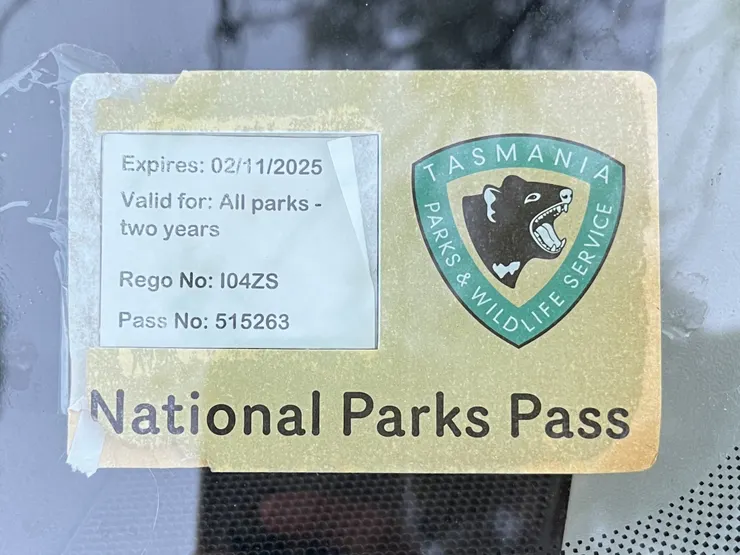 Expires: 02/11/2025
Valid for: All parks -
two years
Rego No: I04ZS
Pass No: 515263
TASMANIA
PARKS & WILDLIFE SERVICE
National Parks Pass